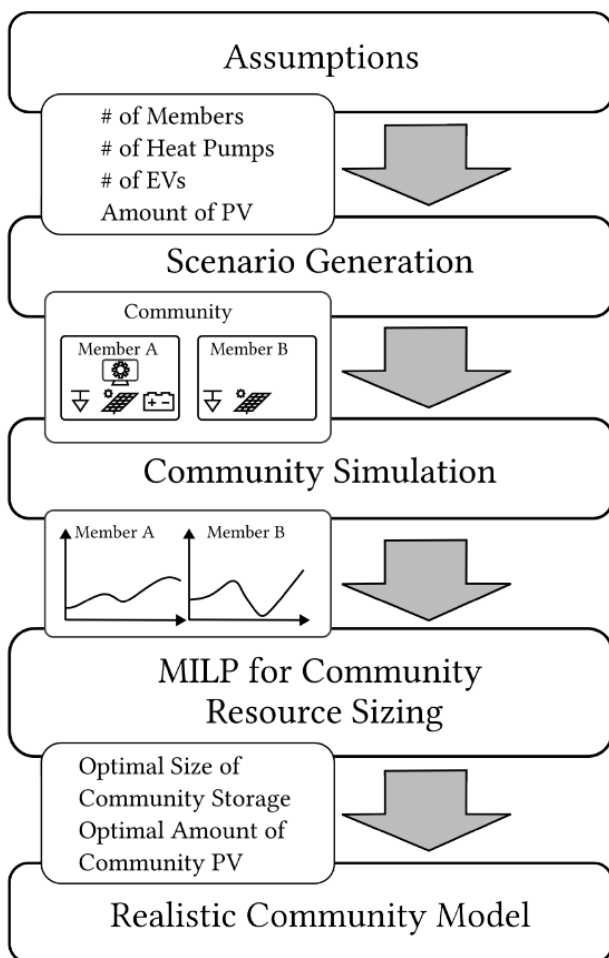 Assumptions
# of Members
# of Heat Pumps
# of EVs
Amount of PV
Scenario Generation
Community
Member A
Member B
Community Simulation
Member A
Member B
MILP for Community
Resource Sizing
Optimal Size of
Community Storage
Optimal Amount of
Community PV
Realistic Community Model